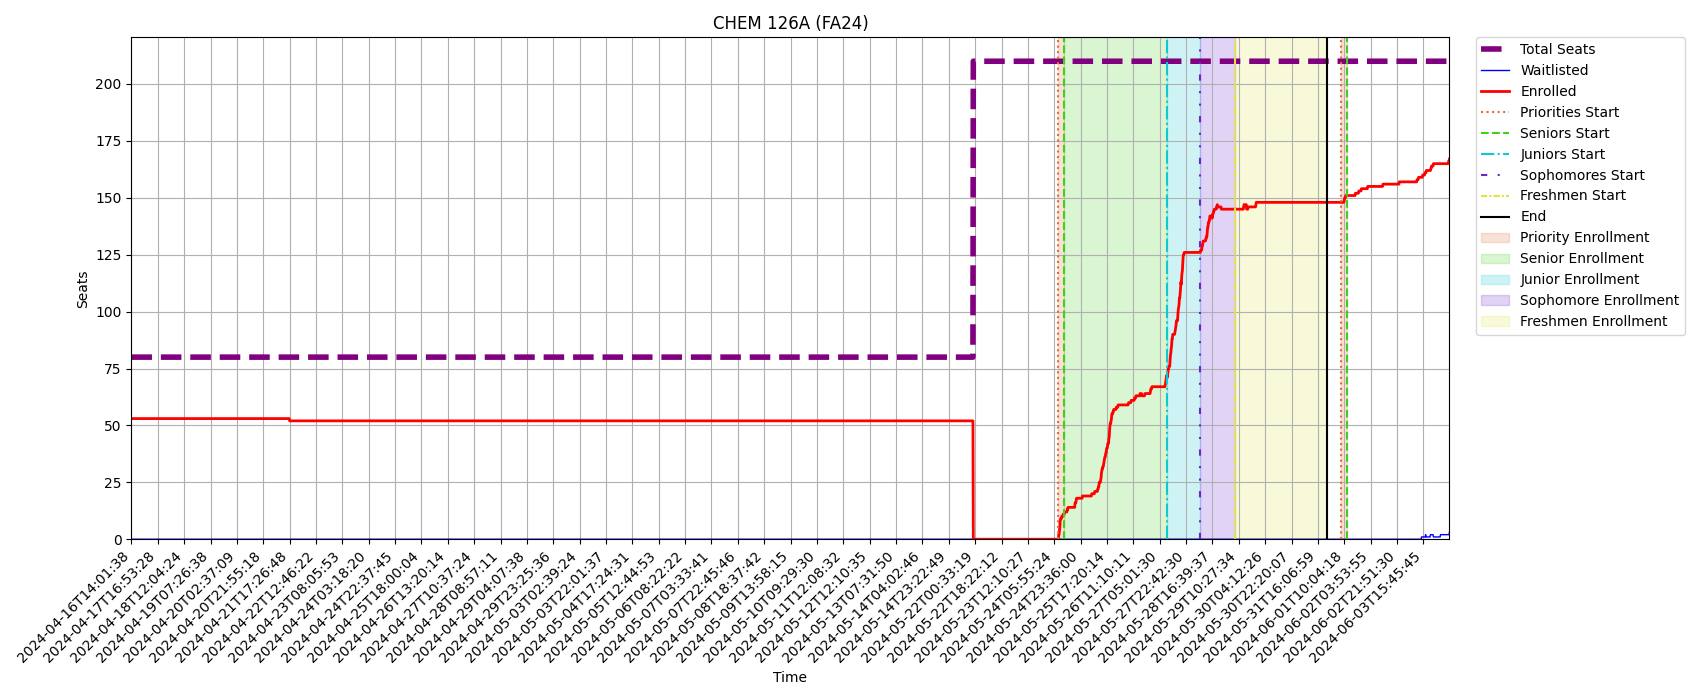 CHEM 126A (FA24)
Seats
200
175
150
125
100
75
50
25
0
2024-04-16T14:01:38
2024-04-17T16:53:28
2024-04-18T12:04:24
2024-04-19T07:26:38
2024-04-20T02:37:09
2024-04-20T21:55:18
2024-04-21T17:26:48
2024-04-22T12:46:22
2024-04-23T08:05:53
2024-04-24T03:18:20
2024-04-24T22:37:45
2024-04-25T18:00:04
2024-04-26T13:20:14
2024-04-27T10:37:24
2024-04-28T08:57:11
2024-04-29T04:07:38
2024-04-29T23:25:36
2024-05-03T02:39:24
2024-05-03T22:01:37
2024-05-04T17:24:31
2024-05-05T12:44:53
2024-05-06T08:22:22
2024-05-07T03:33:41
2024-05-07T22:45:46
2024-05-08T18:37:42
2024-05-09T13:58:15
2024-05-10T09:29:30
2024-05-11T12:08:32
2024-05-12T12:10:35
2024-05-13T07:31:50
2024-05-14T04:02:46
2024-05-14T23:22:49
2024-05-22T00:33:19
2024-05-22T18:22:12
2024-05-23T12:10:27
2024-05-24T05:55:24
2024-05-24T23:36:00
2024-05-25T17:20:14
2024-05-26T11:10:11
2024-05-27T05:01:30
2024-05-27T22:42:30
2024-05-28T16:39:37
2024-05-29T10:27:34
2024-05-30T04:12:26
2024-05-30T22:20:07
2024-05-31T16:06:59
2024-06-01T10:04:18
2024-06-02T03:53:55
2024-06-02T21:51:30
2024-06-03T15:45:45
Time
Total Seats
Waitlisted
Enrolled
Priorities Start
Seniors Start
Juniors Start
Sophomores Start
Freshmen Start
End
Priority Enrollment
Senior Enrollment
Junior Enrollment
Sophomore Enrollment
Freshmen Enrollment